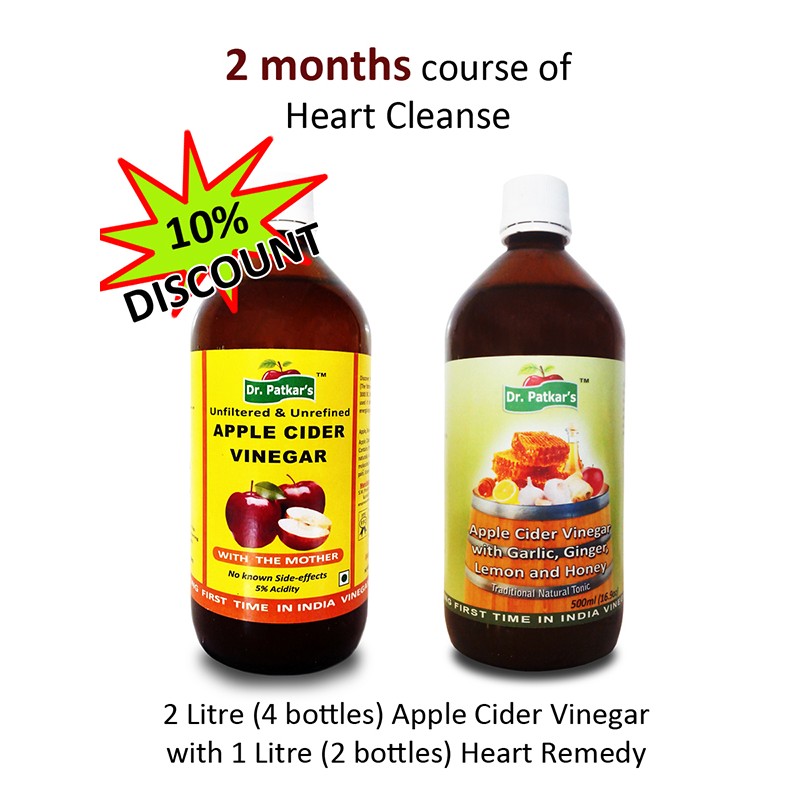 2 months course of
Heart Cleanse
10%
DISCOUNT
Dr. Patkar's
TM
Unfiltered & Unrefined
APPLE CIDER
VINEGAR
WITH THE MOTHER
No known Side-effects
5% Acidity
FIRST TIME IN INDIA
Dr. Patkar's
TM
Apple Cider Vinegar
with Garlic, Ginger,
Lemon and Honey
Traditional Natural Tonic
500ml
FIRST TIME IN INDIA
2 Litre (4 bottles) Apple Cider Vinegar
with 1 Litre (2 bottles) Heart Remedy